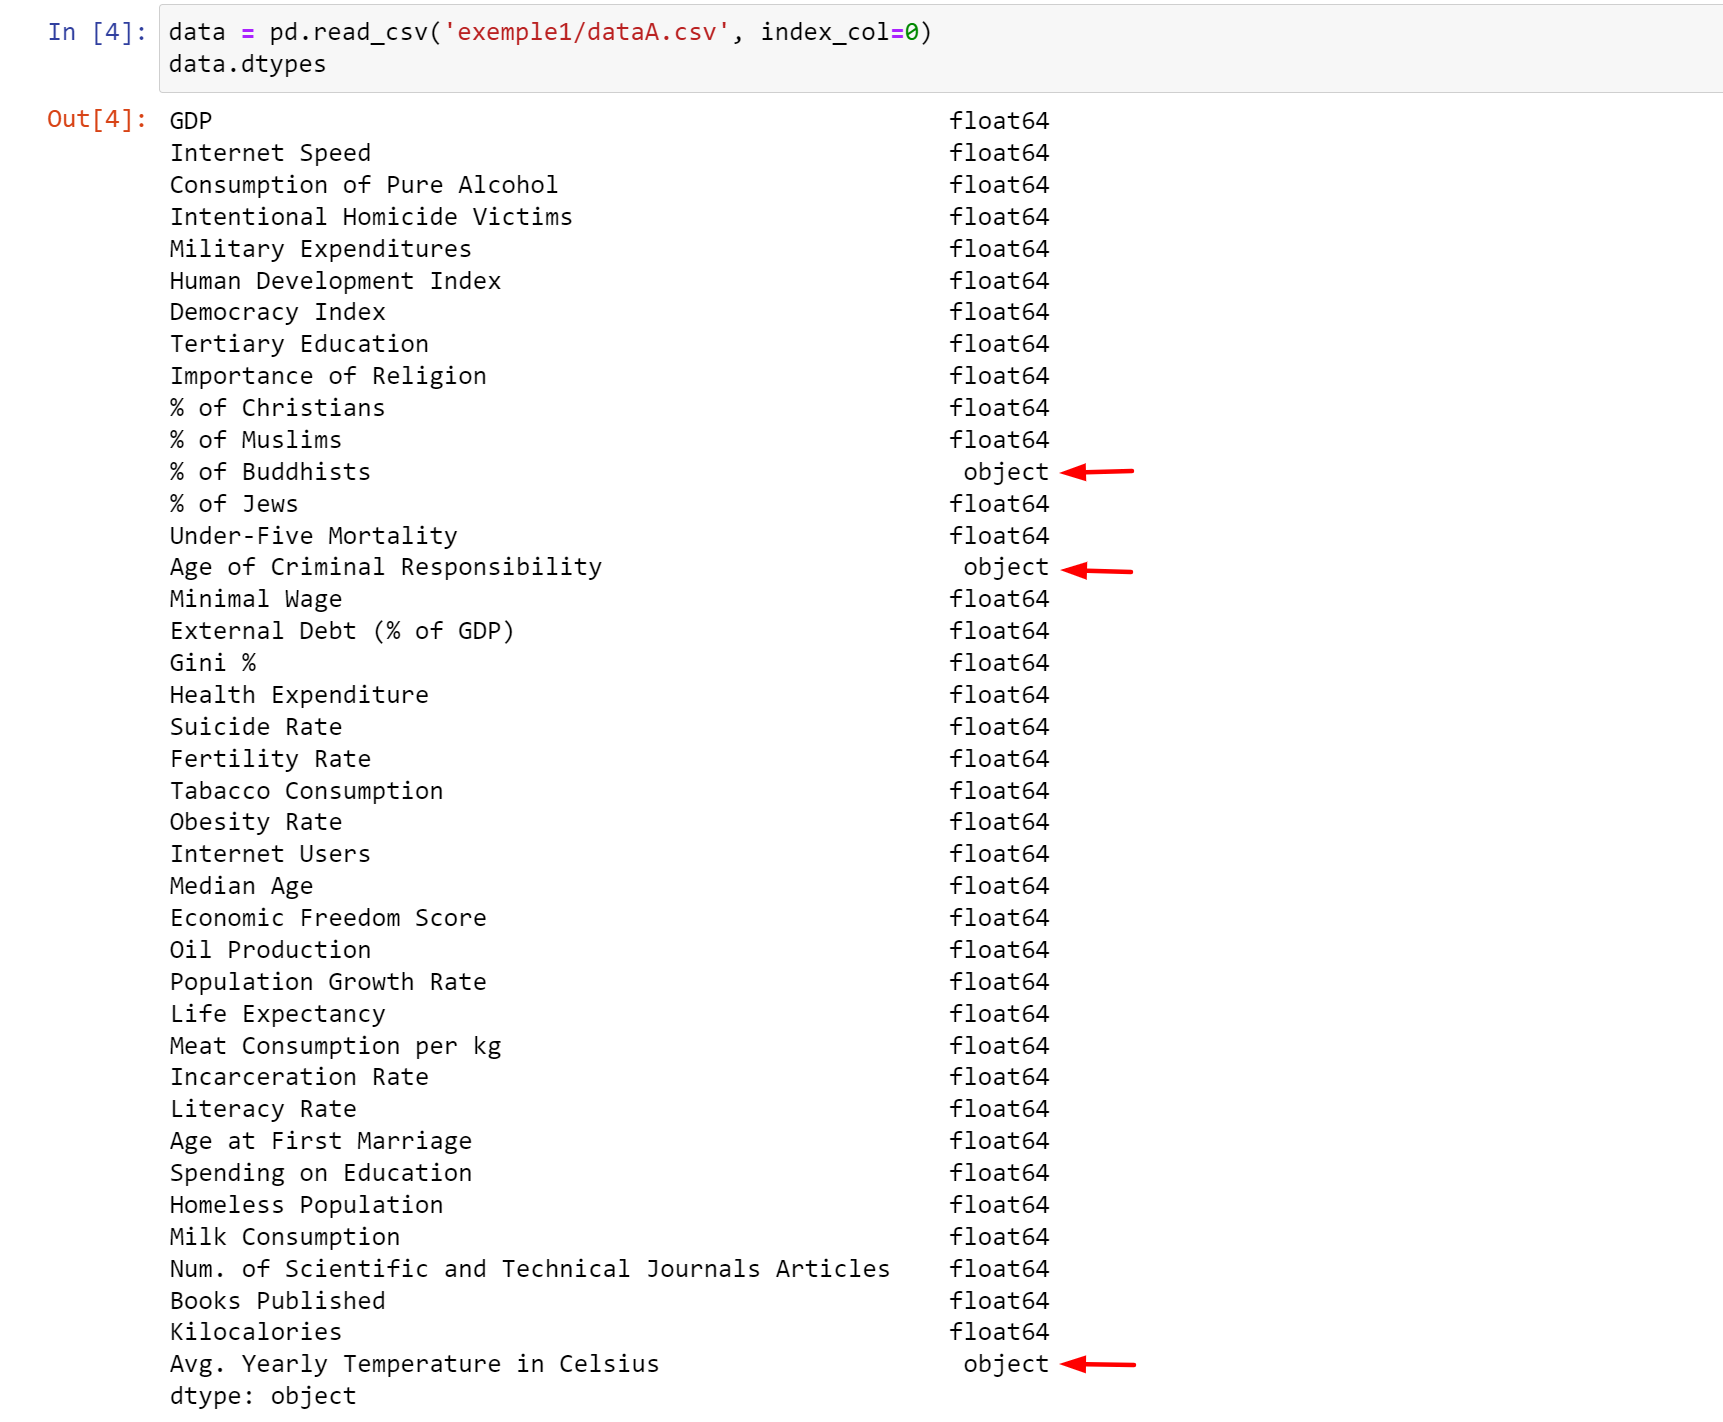 In [4]: data = pd.read_csv('exemple1/dataA.csv', index_col=0)
data.dtypes
Out[4]: GDP float64
Internet Speed float64
Consumption of Pure Alcohol float64
Intentional Homicide Victims float64
Military Expenditures float64
Human Development Index float64
Democracy Index float64
Tertiary Education float64
Importance of Religion float64
% of Christians float64
% of Muslims float64
% of Buddhists object
% of Jews float64
Under-Five Mortality float64
Age of Criminal Responsibility object
Minimal Wage float64
External Debt (% of GDP) float64
Gini % float64
Health Expenditure float64
Suicide Rate float64
Fertility Rate float64
Tabacco Consumption float64
Obesity Rate float64
Internet Users float64
Median Age float64
Economic Freedom Score float64
Oil Production float64
Population Growth Rate float64
Life Expectancy float64
Meat Consumption per kg float64
Incarceration Rate float64
Literacy Rate float64
Age at First Marriage float64
Spending on Education float64
Homeless Population float64
Milk Consumption float64
Num. of Scientific and Technical Journals Articles float64
Books Published float64
Kilocalories float64
Avg. Yearly Temperature in Celsius object
dtype: object